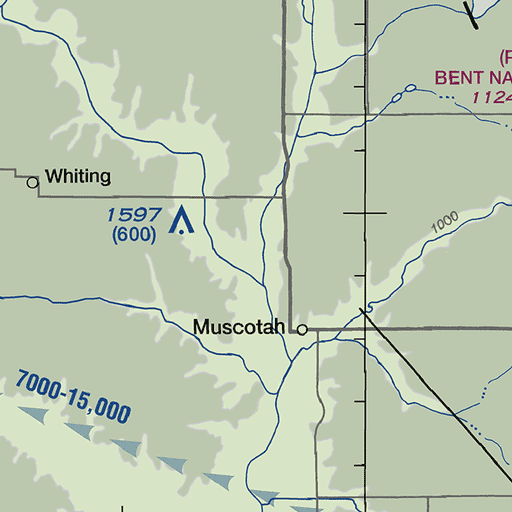 (P
BENT NA
1124
Whiting
1597
(600)
1000
Muscotah
7000-15,000